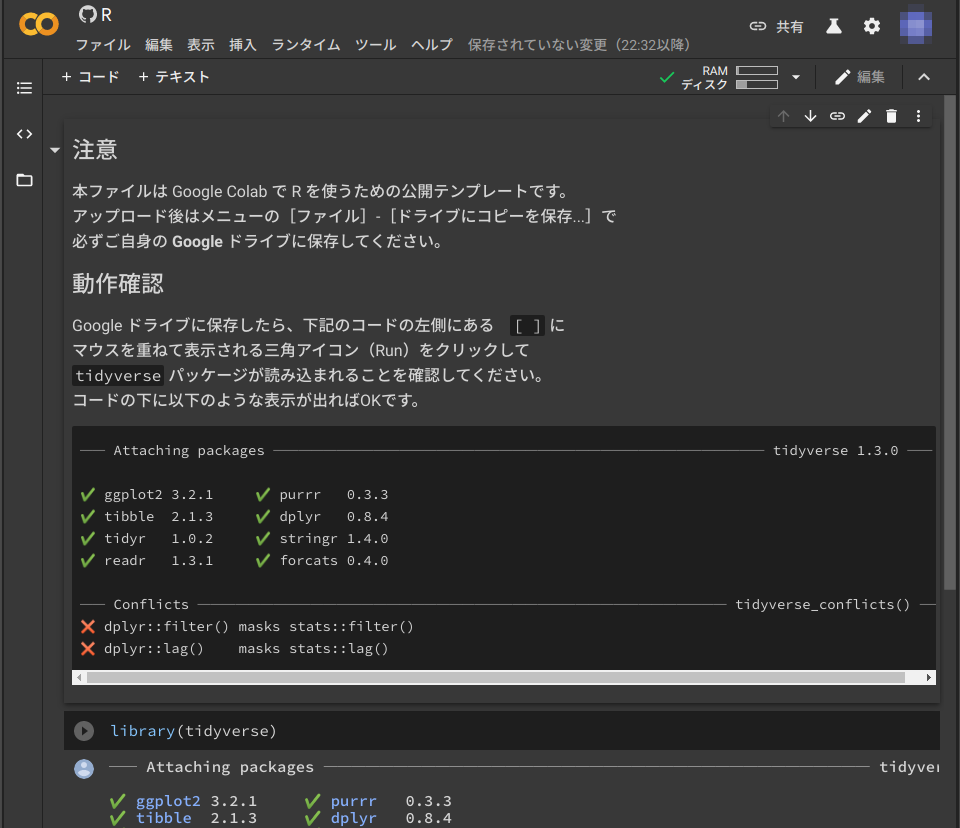 R
ファイル 編集 表示 挿入 ランタイム ツール ヘルプ 保存されていない変更（22:32以降）
共有
+ コード + テキスト
RAM
ディスク
編集
注意
本ファイルは Google Colab で R を使うための公開テンプレートです。
アップロード後はメニューの［ファイル］-［ドライブにコピーを保存...］で
必ずご自身の Google ドライブに保存してください。
動作確認
Google ドライブに保存したら、下記のコードの左側にある [ ] に
マウスを重ねて表示される三角アイコン（Run）をクリックして
tidyverse パッケージが読み込まれることを確認してください。
コードの下に以下のような表示が出ればOKです。
── Attaching packages ── tidyverse 1.3.0 ──
✔ ggplot2 3.2.1 ✔ purrr 0.3.3
✔ tibble 2.1.3 ✔ dplyr 0.8.4
✔ tidyr 1.0.2 ✔ stringr 1.4.0
✔ readr 1.3.1 ✔ forcats 0.4.0
── Conflicts ── tidyverse_conflicts() ──
❌ dplyr::filter() masks stats::filter()
❌ dplyr::lag() masks stats::lag()
library(tidyverse)
── Attaching packages ── tidyver
✔ ggplot2 3.2.1 ✔ purrr 0.3.3
✔ tibble 2.1.3 ✔ dplyr 0.8.4